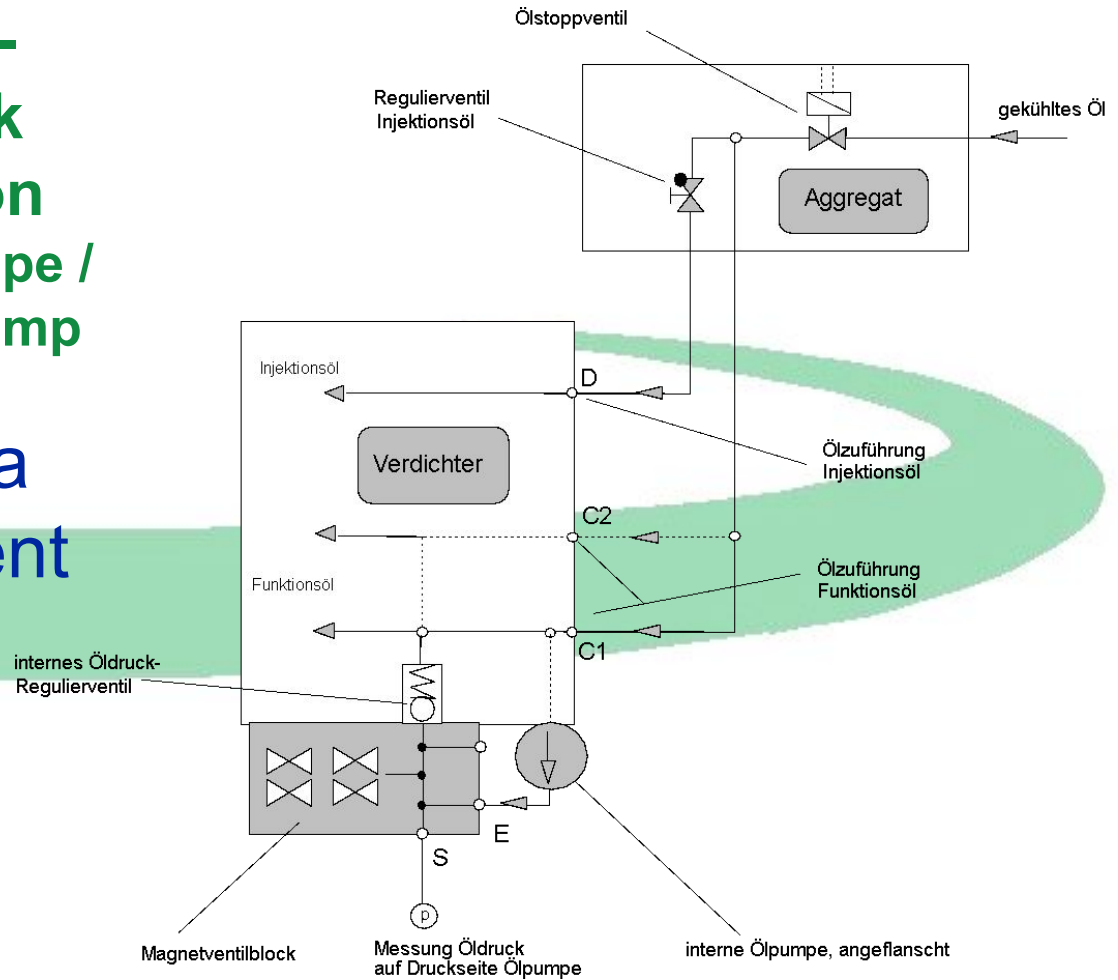 -
k
on
pe /
mp
a
ent
Ölstoppventil
Regulierventil
Injektionsöl
gekühltes Öl
Aggregat
Injektionsöl
D
Verdichter
Ölzuführung
Injektionsöl
C2
Funktionsöl
Ölzuführung
Funktionsöl
C1
internes Öldruck-
Regulierventil
E
S
p
Magnetventilblock
Messung Öldruck
auf Druckseite Ölpumpe
interne Ölpumpe, angeflanscht